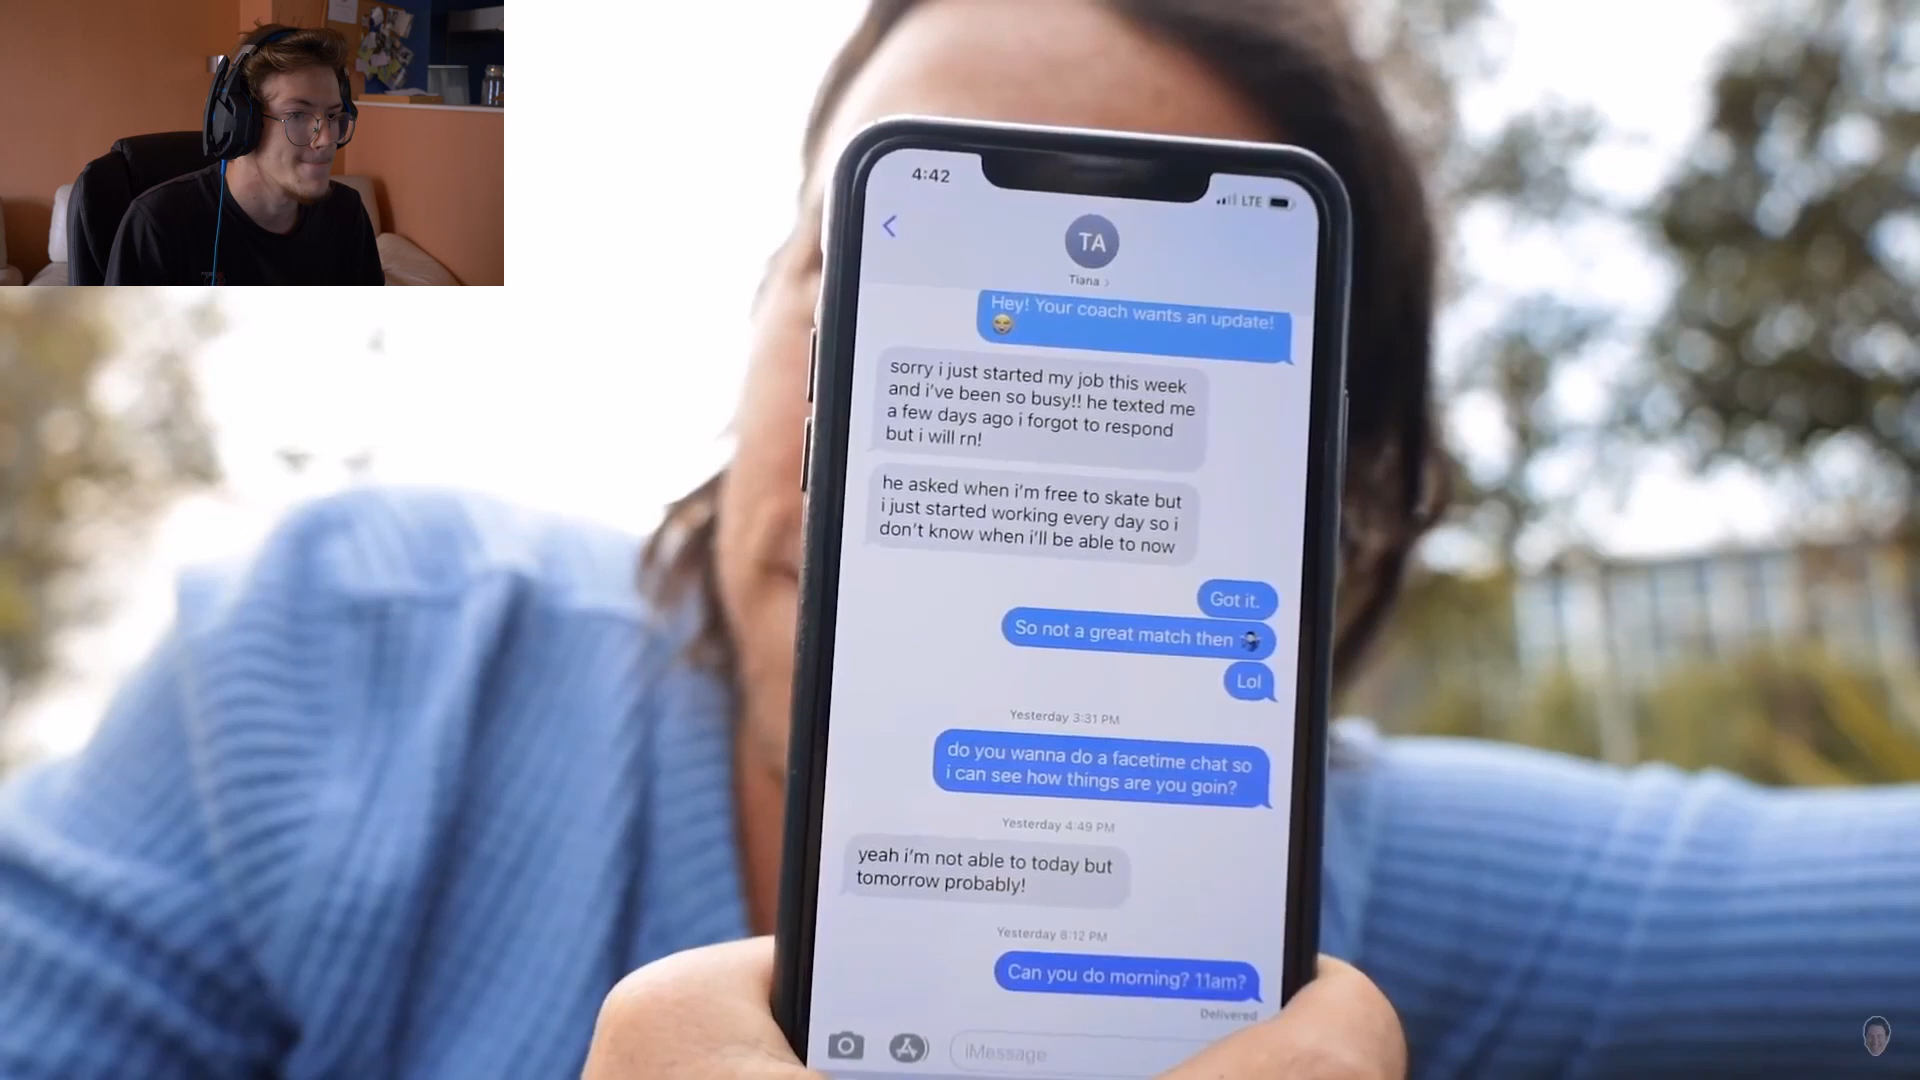 4:42
LTE
TA
Tiana
Hey! Your coach wants an update!
sorry i just started my job this week
and i've been so busy!! he texted me
a few days ago i forgot to respond
but i will rn!
he asked when i'm free to skate but
i just started working every day so i
don't know when i'll be able to now
Got it.
So not a great match then
Lol
Yesterday 3:31 PM
do you wanna do a facetime chat so
i can see how things are you goin?
Yesterday 4:49 PM
yeah i'm not able to today but
tomorrow probably!
Yesterday 8:12 PM
Can you do morning? 11am?
Delivered
iMessage